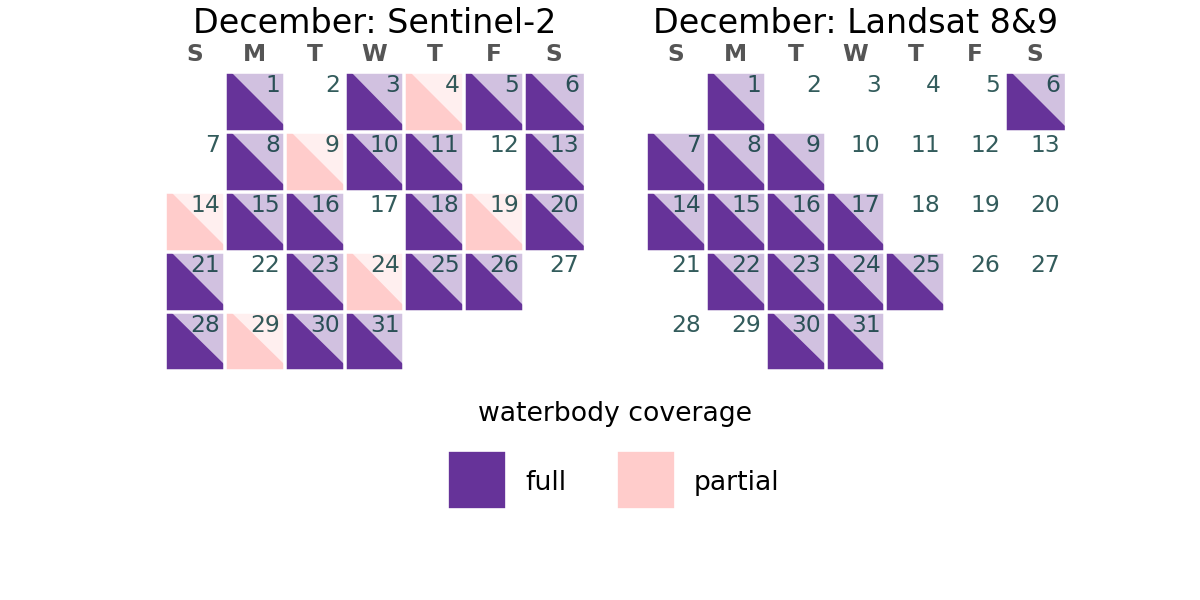 December: Sentinel-2
S M T W T F S
1 2 3 4 5 6
7 8 9 10 11 12 13
14 15 16 17 18 19 20
21 22 23 24 25 26 27
28 29 30 31
December: Landsat 8&9
S M T W T F S
1 2 3 4 5 6
7 8 9 10 11 12 13
14 15 16 17 18 19 20
21 22 23 24 25 26 27
28 29 30 31
waterbody coverage
full
partial